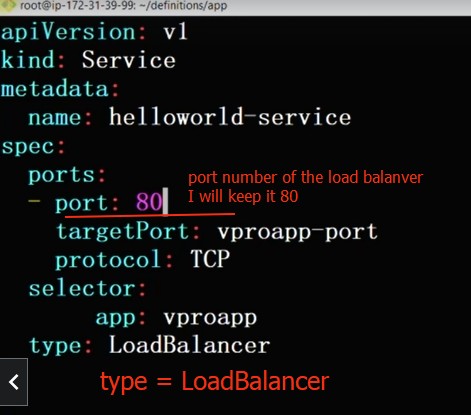 root@ip-172-31-39-99: ~/definitions/app
apiVersion: v1
kind: Service
metadata:
  name: helloworld-service
spec:
  ports:
  - port: 80
    targetPort: vproapp-port
    protocol: TCP
  selector:
       app: vproapp
  type: LoadBalancer
port number of the load balanver
I will keep it 80
type = LoadBalancer